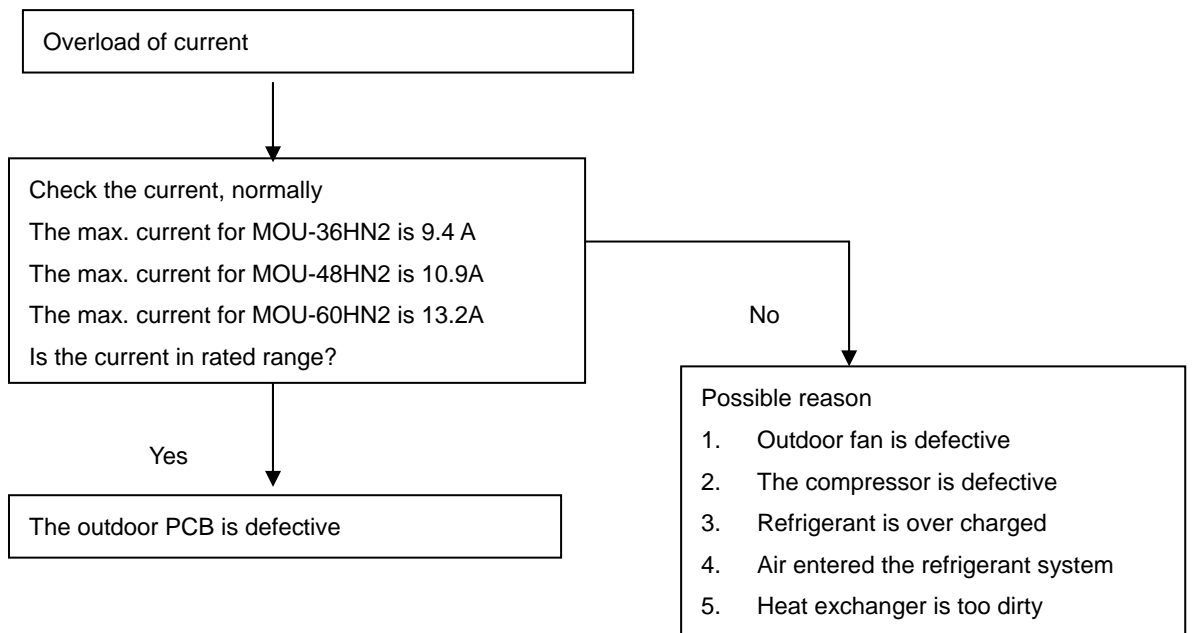 Overload of current
Check the current, normally
The max. current for MOU-36HN2 is 9.4 A
The max. current for MOU-48HN2 is 10.9A
The max. current for MOU-60HN2 is 13.2A
Is the current in rated range?
No
Yes
The outdoor PCB is defective
Possible reason
1. Outdoor fan is defective
2. The compressor is defective
3. Refrigerant is over charged
4. Air entered the refrigerant system
5. Heat exchanger is too dirty